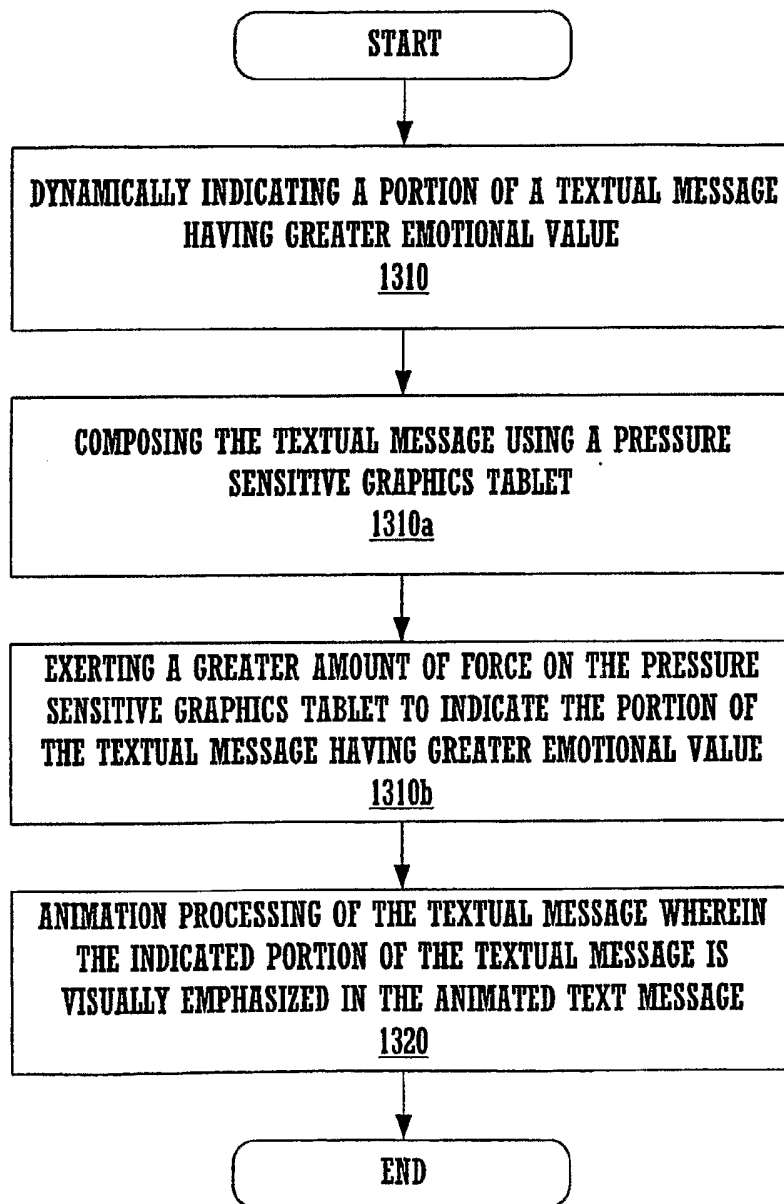 START
DYNAMICALLY INDICATING A PORTION OF A TEXTUAL MESSAGE
HAVING GREATER EMOTIONAL VALUE
1310
COMPOSING THE TEXTUAL MESSAGE USING A PRESSURE
SENSITIVE GRAPHICS TABLET
1310a
EXERTING A GREATER AMOUNT OF FORCE ON THE PRESSURE
SENSITIVE GRAPHICS TABLET TO INDICATE THE PORTION OF
THE TEXTUAL MESSAGE HAVING GREATER EMOTIONAL VALUE
1310b
ANIMATION PROCESSING OF THE TEXTUAL MESSAGE WHEREIN
THE INDICATED PORTION OF THE TEXTUAL MESSAGE IS
VISUALLY EMPHASIZED IN THE ANIMATED TEXT MESSAGE
1320
END